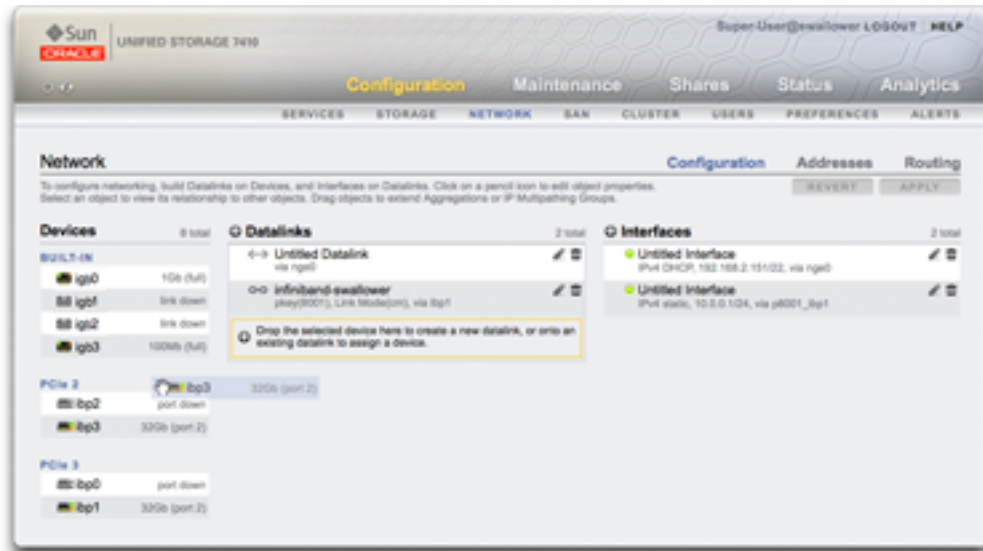 Sun
ORACLE
UNIFIED STORAGE 7410
Super-User@swallower LOGOUT HELP
Configuration Maintenance Shares Status Analytics
SERVICES STORAGE NETWORK SAN CLUSTER USERS PREFERENCES ALERTS
Network
Configuration Addresses Routing
To configure networking, build Datalinks on Devices, and Interfaces on Datalinks. Click on a pencil icon to edit object properties.
Select an object to view its relationship to other objects. Drag objects to extend Aggregations or IP Multipathing Groups.
REVERT APPLY
Devices 8 total
BUILT-IN
igb0 1Gb (full)
igb1 link down
igb2 link down
igb3 100Mb (full)
PCIe 2
ibp3 32Gb (port 2)
ibp2 port down
ibp3 32Gb (port 2)
PCIe 3
ibp0 port down
ibp1 32Gb (port 2)
Datalinks 2 total
Untitled Datalink
via nge0
infiniband-swallower
pkey(8001), Link Mode(cm), via ibp1
Drop the selected device here to create a new datalink, or onto an
existing datalink to assign a device.
Interfaces 2 total
Untitled Interface
IPv4 DHCP, 192.168.2.151/22, via nge0
Untitled Interface
IPv4 static, 10.0.0.1/24, via p8001_ibp1